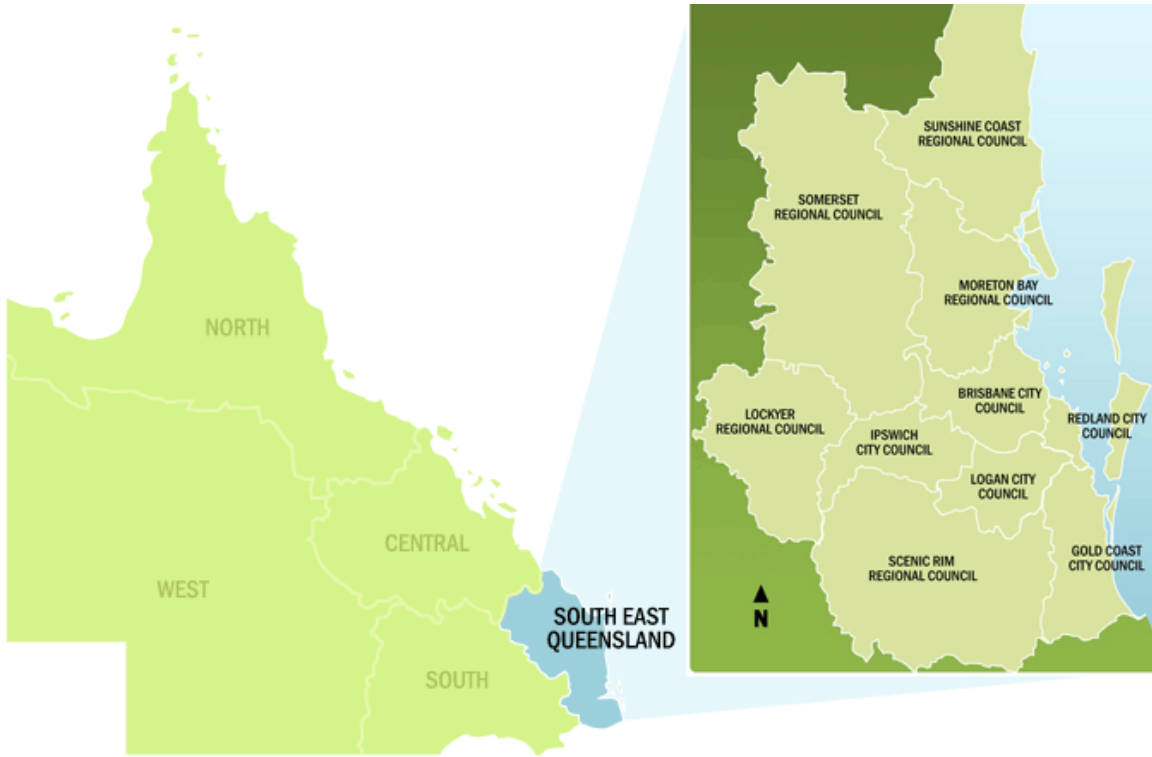 NORTH
CENTRAL
WEST
SOUTH EAST
QUEENSLAND
SOUTH
SUNSHINE COAST
REGIONAL COUNCIL
SOMERSET
REGIONAL COUNCIL
MORETON BAY
REGIONAL COUNCIL
BRISBANE CITY
COUNCIL
LOCKYER
REGIONAL COUNCIL
REDLAND CITY
COUNCIL
IPSWICH
CITY COUNCIL
LOGAN CITY
COUNCIL
GOLD COAST
CITY COUNCIL
SCENIC RIM
REGIONAL COUNCIL
N